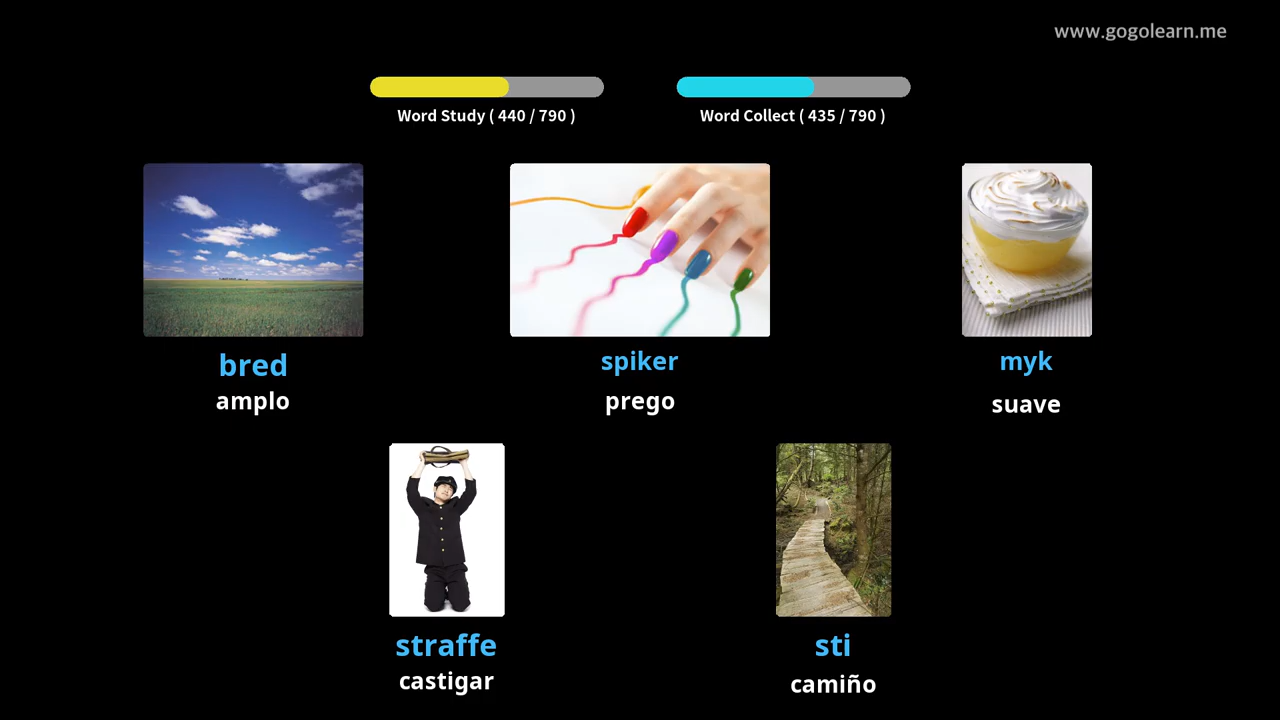 www.gogolearn.me
Word Study ( 440 / 790 )
Word Collect ( 435 / 790 )
bred
amplo
spiker
prego
myk
suave
straffe
castigar
sti
camiño